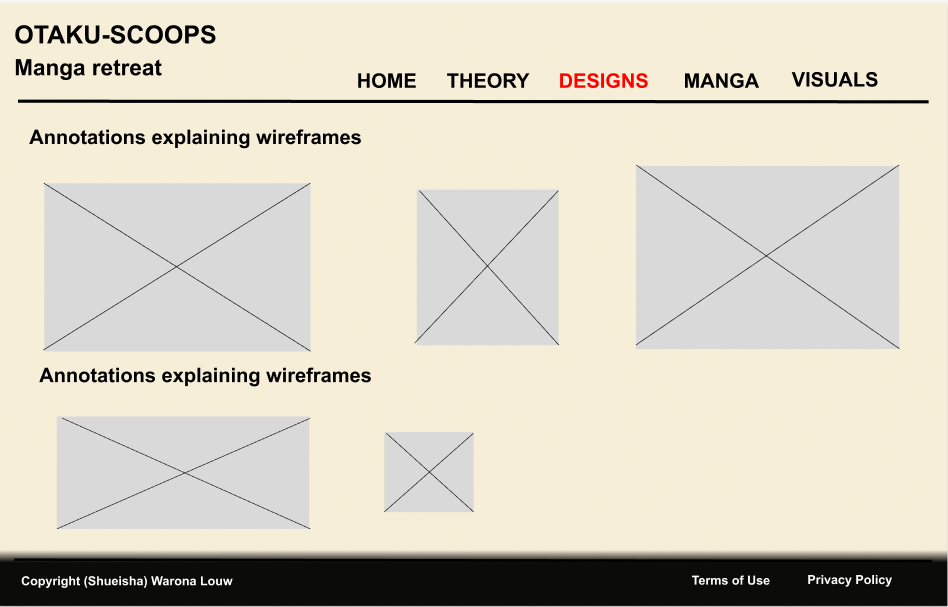 OTAKU-SCOOPS
Manga retreat
HOME THEORY DESIGNS MANGA VISUALS
Annotations explaining wireframes
Annotations explaining wireframes
Copyright (Shueisha) Warona Louw Terms of Use Privacy Policy